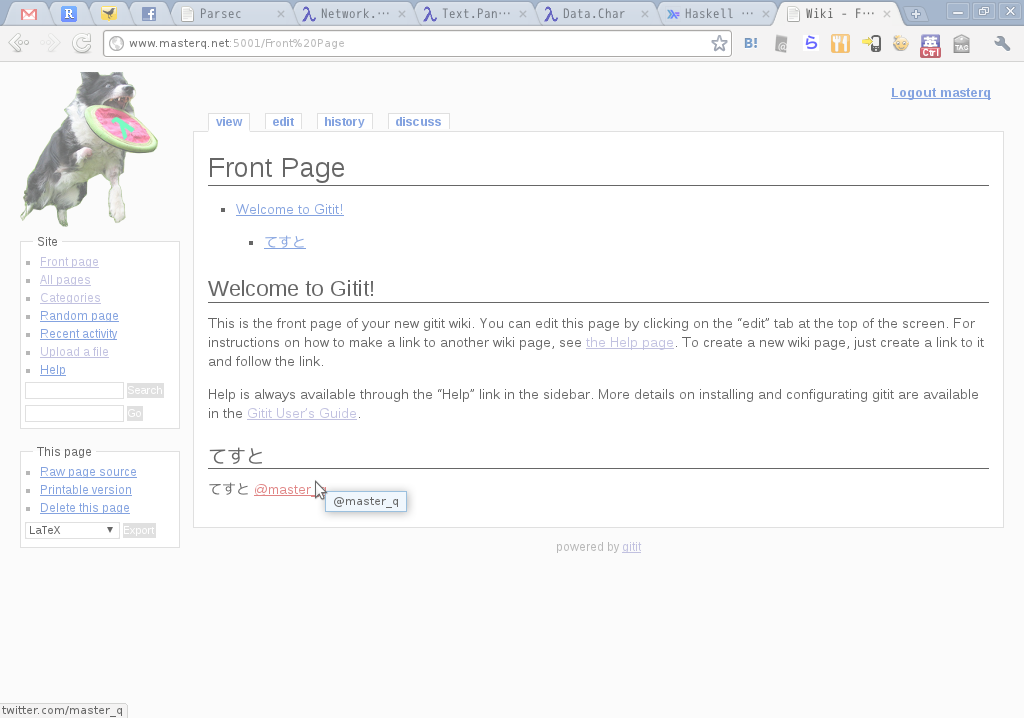 Parsec
Network....
Text.Pan...
Data.Char
Haskell ...
Wiki - F...
www.masterq.net:5001/Front%20Page
B!
ら
英
Ctrl
TAG
Logout masterq
view
edit
history
discuss
Front Page
Welcome to Gitit!
てすと
Site
Front page
All pages
Categories
Random page
Recent activity
Upload a file
Help
Search
Go
This page
Raw page source
Printable version
Delete this page
LaTeX
Export
Welcome to Gitit!
This is the front page of your new gitit wiki. You can edit this page by clicking on the “edit” tab at the top of the screen. For
instructions on how to make a link to another wiki page, see the Help page. To create a new wiki page, just create a link to it
and follow the link.
Help is always available through the “Help” link in the sidebar. More details on installing and configurating gitit are available
in the Gitit User’s Guide.
てすと
てすと @master_q
@master_q
powered by gitit
twitter.com/master_q